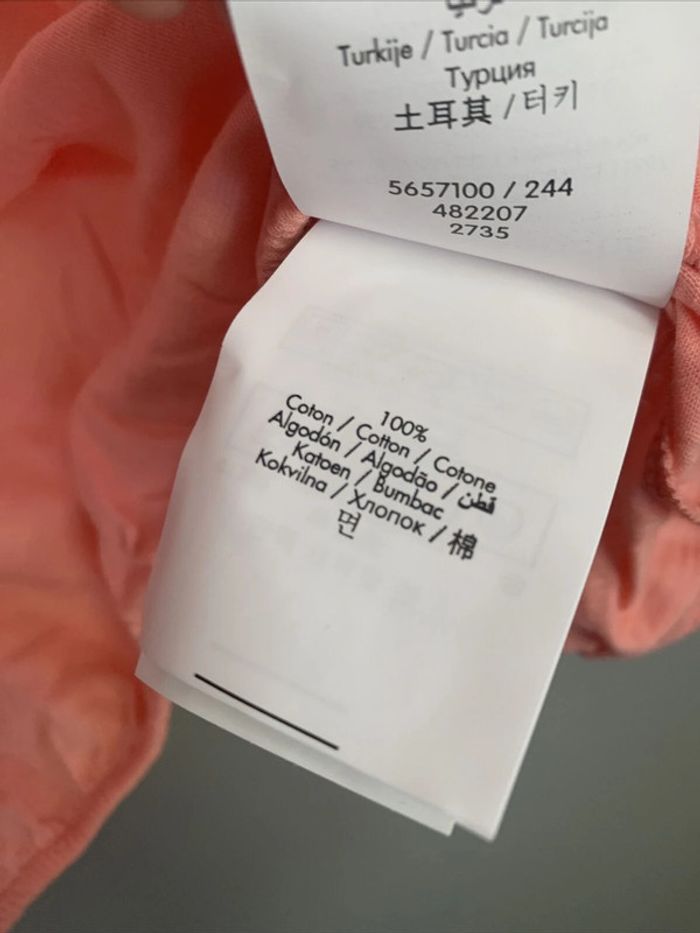 Turkije / Turcia / Turcija
Турция
土耳其 / 터키
5657100 / 244
482207
2735
100%
Coton / Cotton / Cotone
Algodón / Algodão / قطن
Katoen / Bumbac
Kokvilna / Хлопок / 棉
면